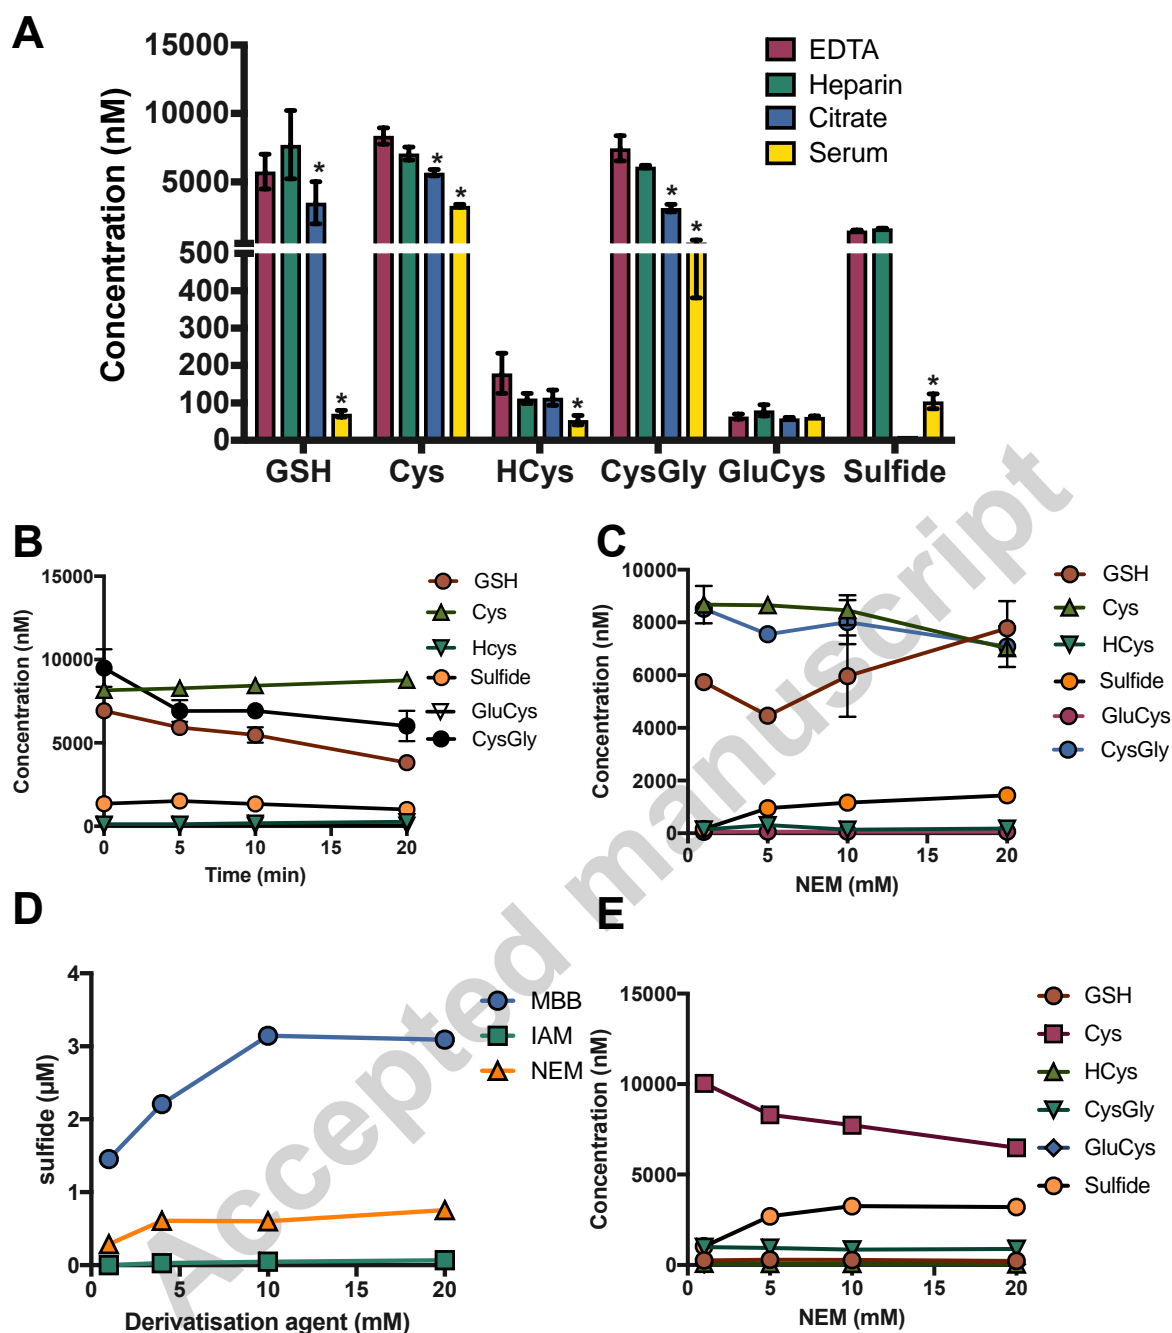 A
Concentration (nM)
15000
10000
5000
500
400
300
200
100
0
EDTA
Heparin
Citrate
Serum
* * * * * * * *
GSH Cys HCys CysGly GluCys Sulfide
B
Concentration (nM)
15000
10000
5000
0
0 5 10 15 20
Time (min)
GSH
Cys
Hcys
Sulfide
GluCys
CysGly
C
Concentration (nM)
10000
8000
6000
4000
2000
0
0 5 10 15 20
NEM (mM)
GSH
Cys
HCys
Sulfide
GluCys
CysGly
D
sulfide (µM)
4
3
2
1
0
0 5 10 15 20
Derivatisation agent (mM)
MBB
IAM
NEM
E
Concentration (nM)
15000
10000
5000
0
0 5 10 15 20
NEM (mM)
GSH
Cys
HCys
CysGly
GluCys
Sulfide
Accepted manuscript